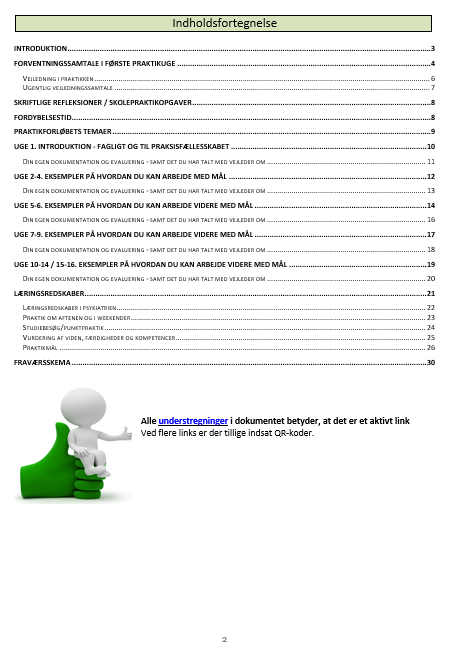 Indholdsfortegnelse
INTRODUKTION 3
FORVENTNINGSSAMTALE I FØRSTE PRAKTIKUGE 4
VEJLEDNING I PRAKTIKKEN 6
UGENTLIG VEJLEDNINGSSAMTALE 7
SKRIFTLIGE REFLEKSIONER / SKOLEPRAKTIKOPGAVER 8
FORDYBELSESTID 8
PRAKTIKFORLØBETS TEMAER 9
UGE 1. INTRODUKTION - FAGLIGT OG TIL PRAKSISFÆLLESSKABET 10
DIN EGEN DOKUMENTATION OG EVALUERING – SAMT DET DU HAR TALT MED VEJLEDER OM 11
UGE 2-4. EKSEMPLER PÅ HVORDAN DU KAN ARBEJDE MED MÅL 12
DIN EGEN DOKUMENTATION OG EVALUERING – SAMT DET DU HAR TALT MED VEJLEDER OM 13
UGE 5-6. EKSEMPLER PÅ HVORDAN DU KAN ARBEJDE VIDERE MED MÅL 14
DIN EGEN DOKUMENTATION OG EVALUERING – SAMT DET DU HAR TALT MED VEJLEDER OM 16
UGE 7-9. EKSEMPLER PÅ HVORDAN DU KAN ARBEJDE VIDERE MED MÅL 17
DIN EGEN DOKUMENTATION OG EVALUERING – SAMT DET DU HAR TALT MED VEJLEDER OM 18
UGE 10-14 / 15-16. EKSEMPLER PÅ HVORDAN DU KAN ARBEJDE VIDERE MED MÅL 19
DIN EGEN DOKUMENTATION OG EVALUERING – SAMT DET DU HAR TALT MED VEJLEDER OM 20
LÆRINGSREDSKABER 21
LÆRINGSREDSKABER I PSYKIATRIEN 22
PRAKTIK OM AFTENEN OG I WEEKENDER 23
STUDIEBESØG/PUNKTPRAKTIK 24
VURDERING AF VIDEN, FÆRDIGHEDER OG KOMPETENCER 25
PRAKTIKMÅL 26
FRAVÆRSSKEMA 30
Alle understregninger i dokumentet betyder, at det er et aktivt link
Ved flere links er der tillige indsat QR-koder.
2